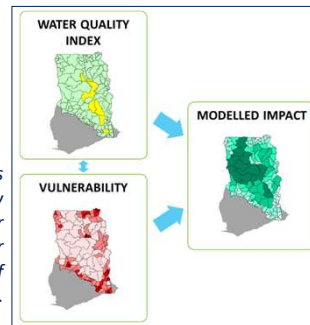 WATER QUALITY
INDEX
MODELLED IMPACT
VULNERABILITY
s
y
r
r
f
.